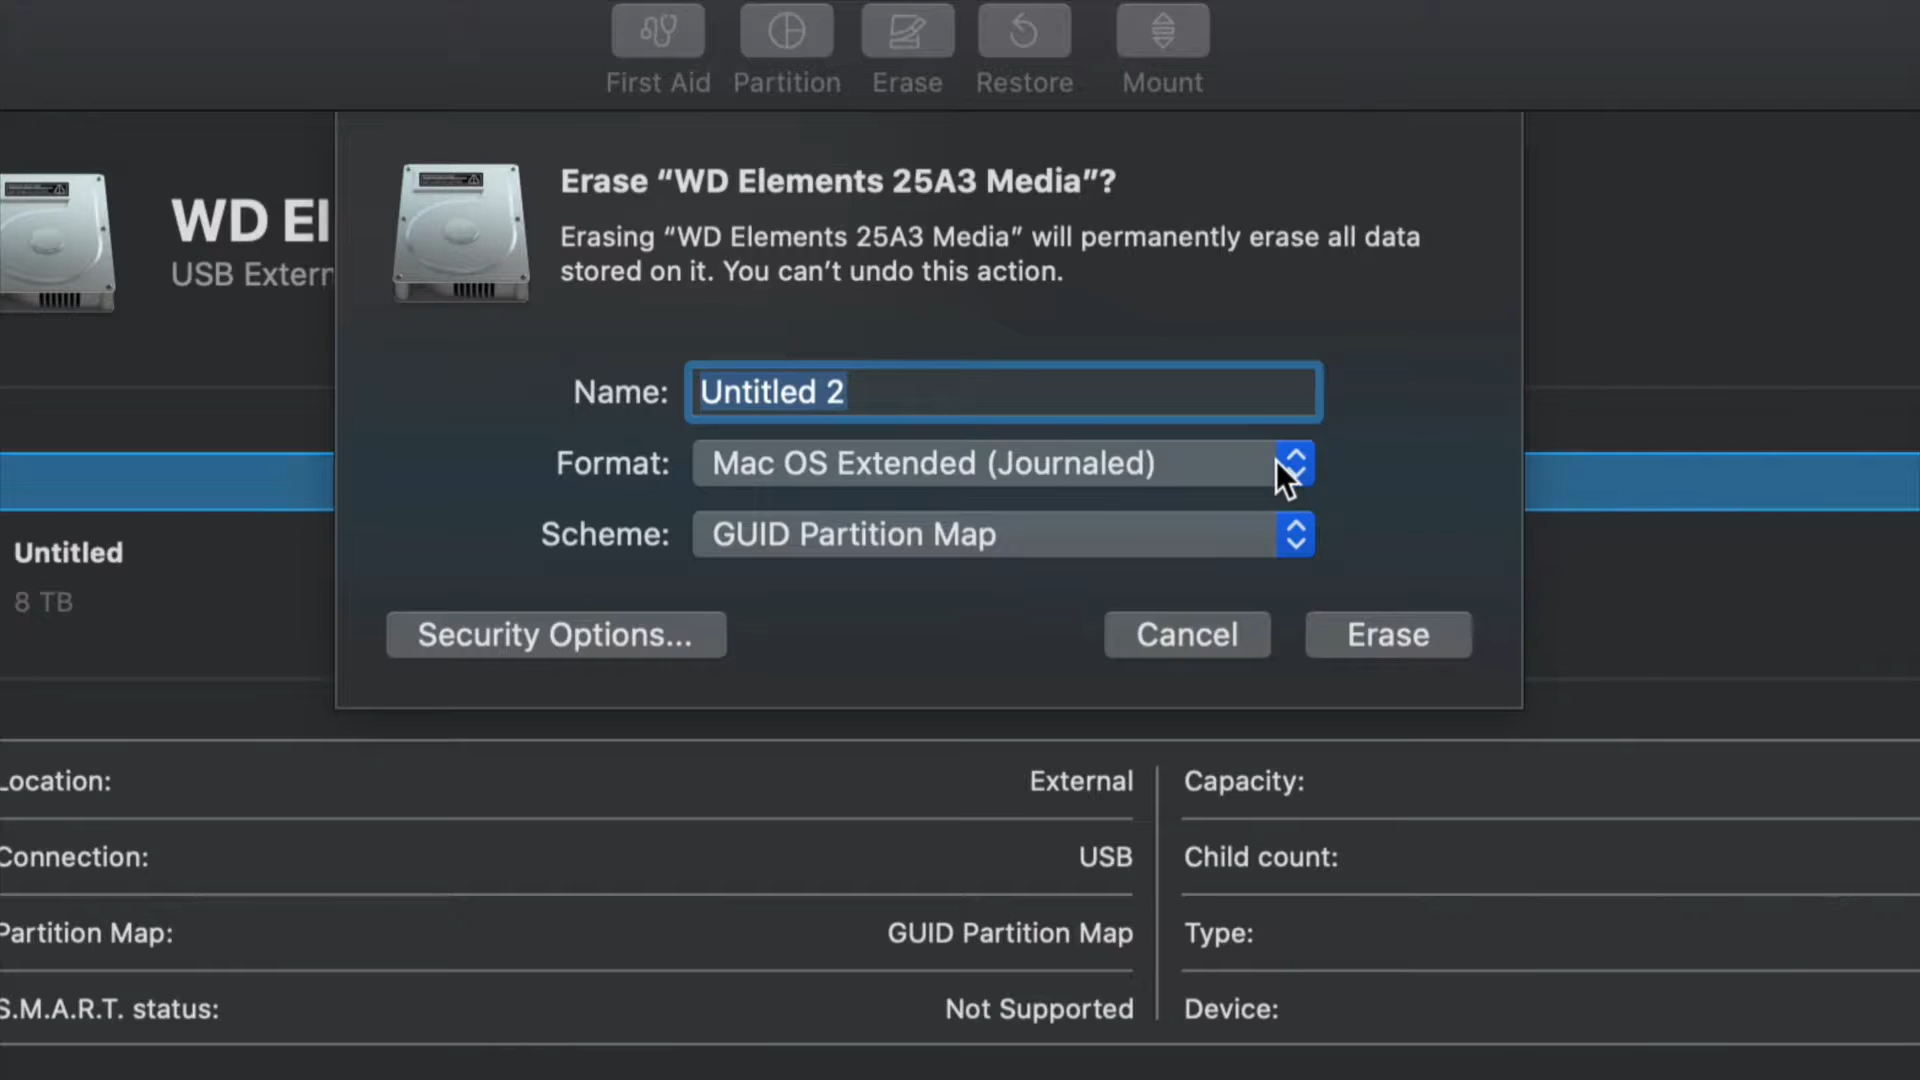 First Aid Partition Erase Restore Mount
WD El
USB Extern
Erase “WD Elements 25A3 Media”?
Erasing “WD Elements 25A3 Media” will permanently erase all data
stored on it. You can’t undo this action.
Name: Untitled 2
Format: Mac OS Extended (Journaled)
Scheme: GUID Partition Map
Untitled
8 TB
Security Options... Cancel Erase
Location: External Capacity:
Connection: USB Child count:
Partition Map: GUID Partition Map Type:
S.M.A.R.T. status: Not Supported Device: